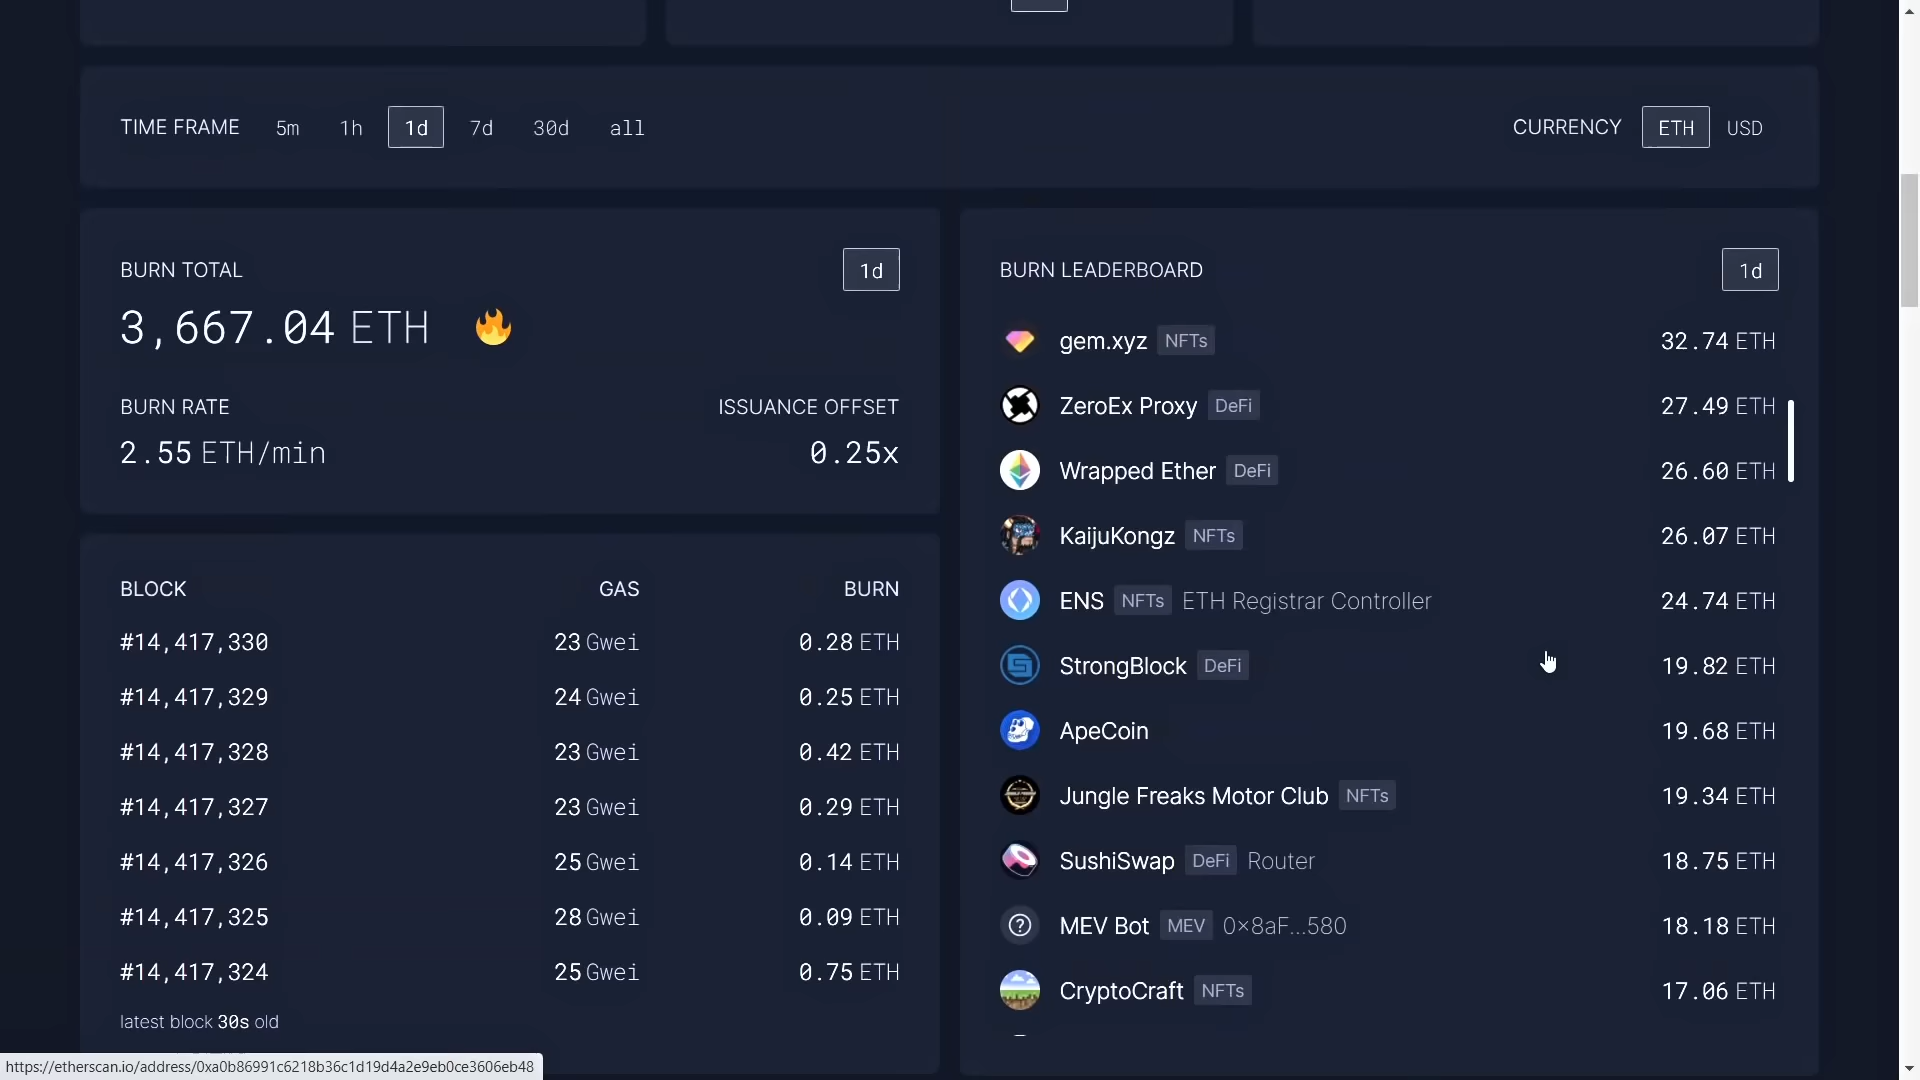 TIME FRAME 5m 1h 1d 7d 30d all CURRENCY ETH USD
BURN TOTAL 1d
3,667.04 ETH
BURN RATE ISSUANCE OFFSET
2.55 ETH/min 0.25x
BLOCK GAS BURN
#14,417,330 23 Gwei 0.28 ETH
#14,417,329 24 Gwei 0.25 ETH
#14,417,328 23 Gwei 0.42 ETH
#14,417,327 23 Gwei 0.29 ETH
#14,417,326 25 Gwei 0.14 ETH
#14,417,325 28 Gwei 0.09 ETH
#14,417,324 25 Gwei 0.75 ETH
latest block 30s old
BURN LEADERBOARD 1d
gem.xyz NFTs 32.74 ETH
ZeroEx Proxy DeFi 27.49 ETH
Wrapped Ether DeFi 26.60 ETH
KaijuKongz NFTs 26.07 ETH
ENS NFTs ETH Registrar Controller 24.74 ETH
StrongBlock DeFi 19.82 ETH
ApeCoin 19.68 ETH
Jungle Freaks Motor Club NFTs 19.34 ETH
SushiSwap DeFi Router 18.75 ETH
MEV Bot MEV 0x8aF...580 18.18 ETH
CryptoCraft NFTs 17.06 ETH
https://etherscan.io/address/0xa0b86991c6218b36c1d19d4a2e9eb0ce3606eb48